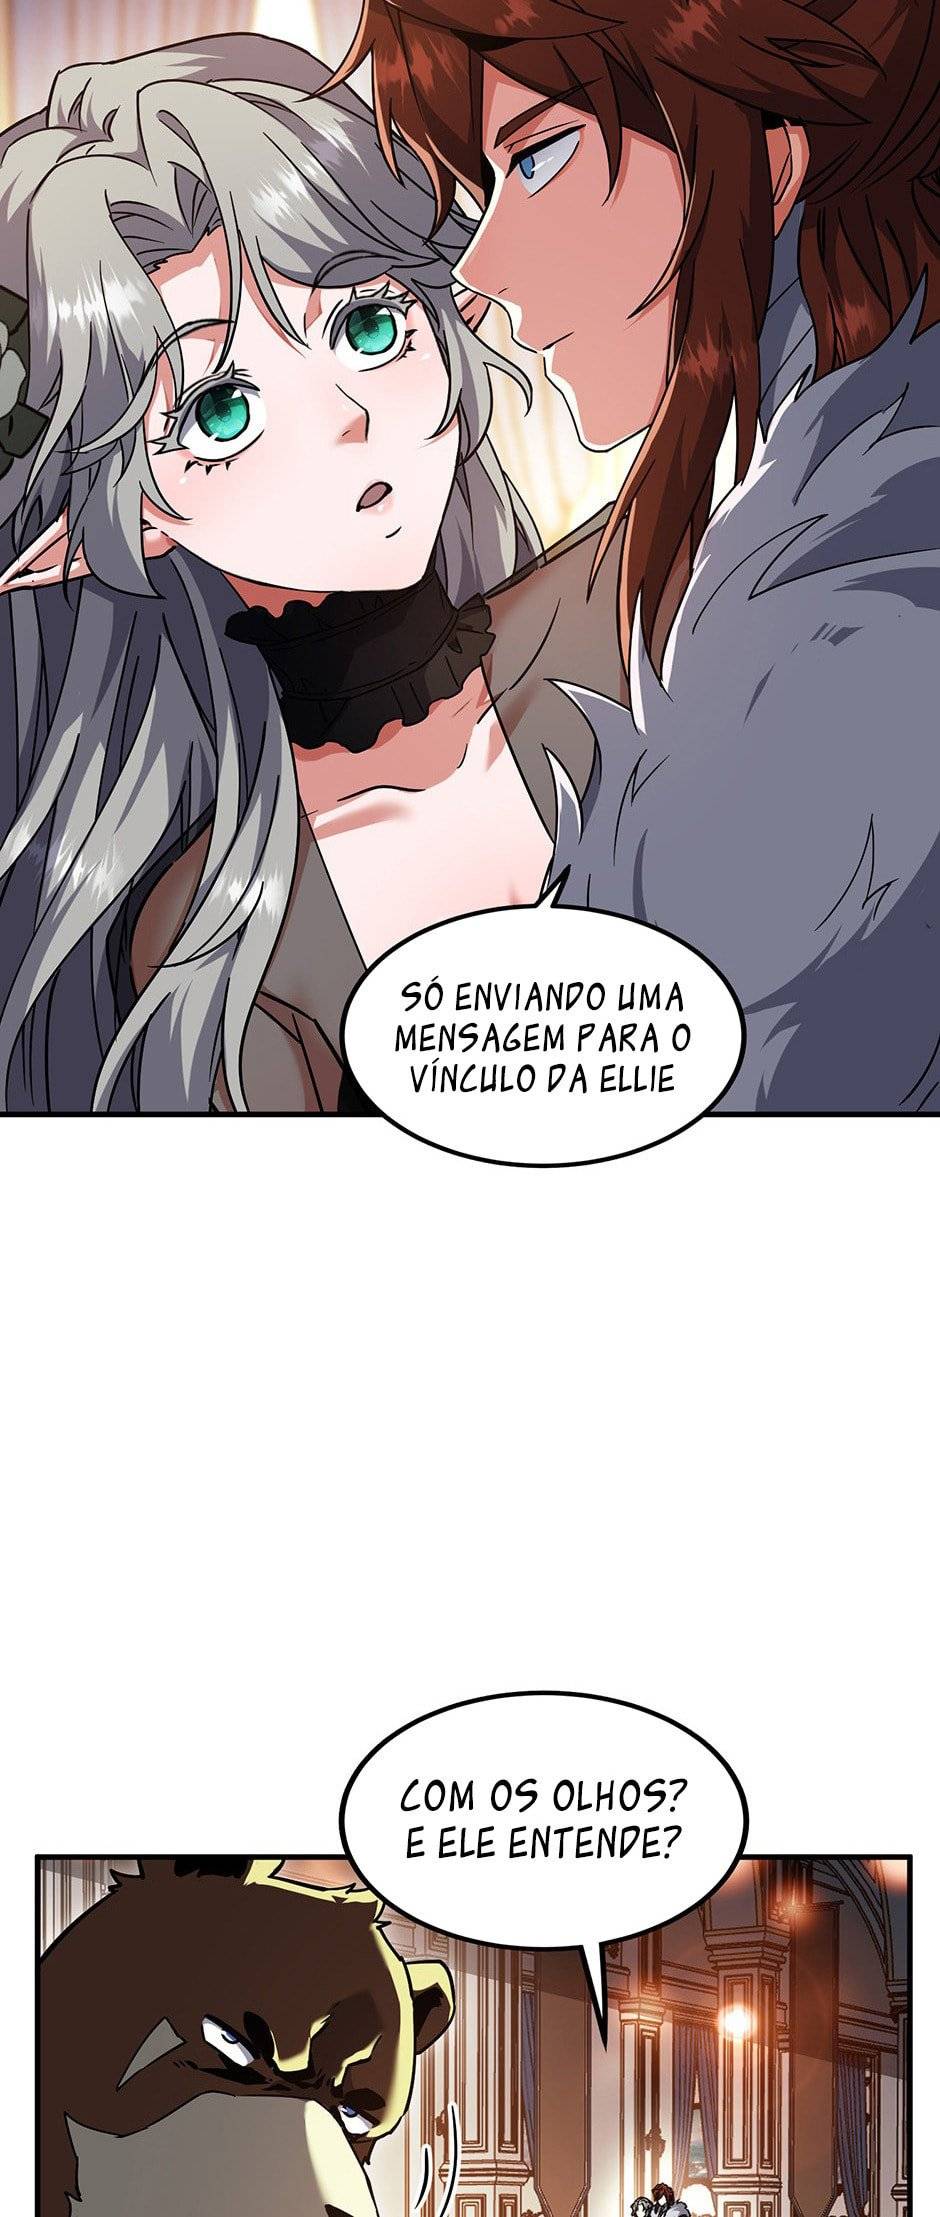 SÓ ENVIANDO UMA
MENSAGEM PARA O
VÍNCULO DA ELLIE
COM OS OLHOS?
E ELE ENTENDE?